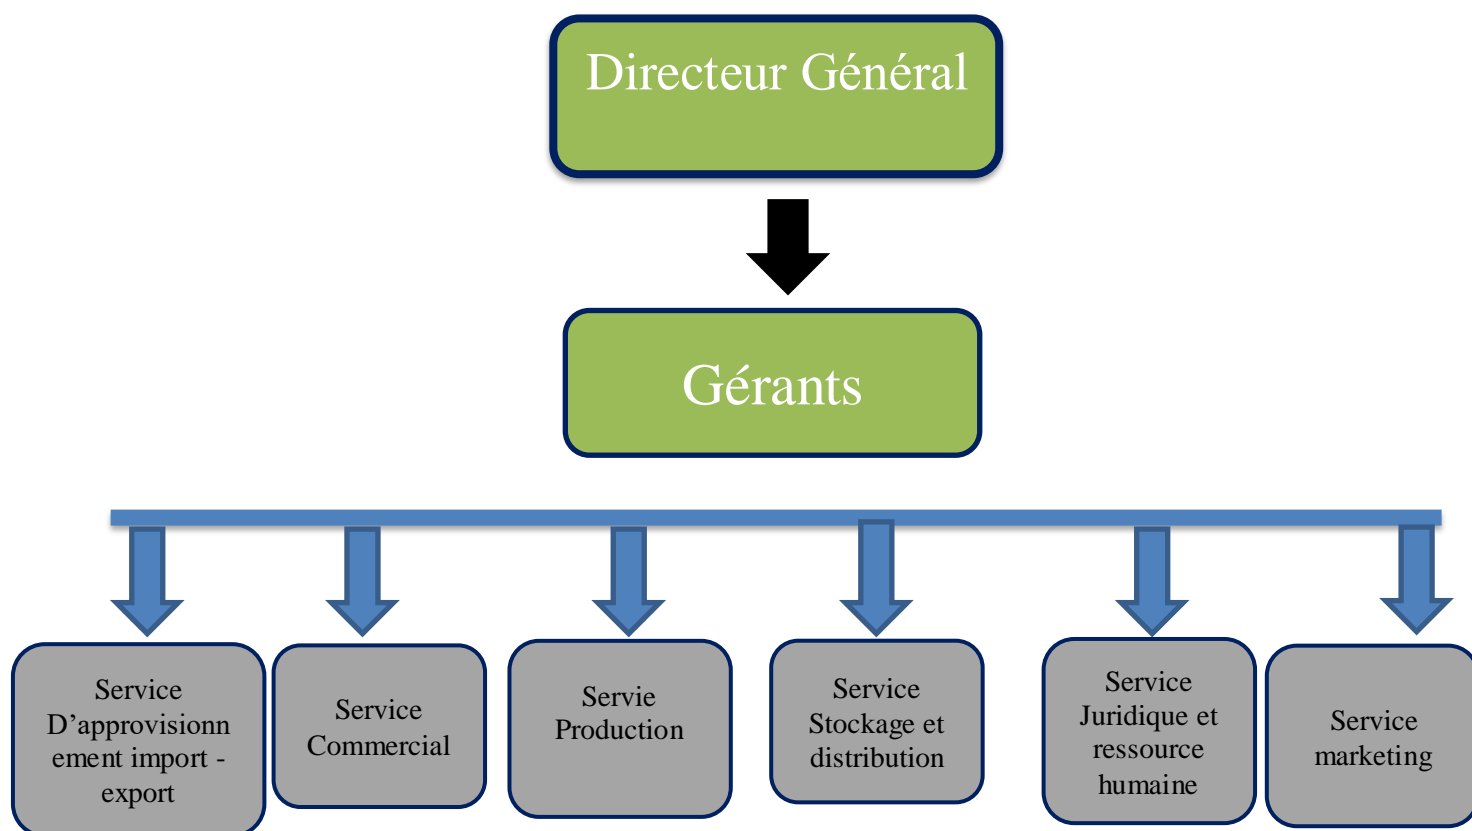 Directeur Général
Gérants
Service
D’approvisionn
ement import -
export
Service
Commercial
Servie
Production
Service
Stockage et
distribution
Service
Juridique et
ressource
humaine
Service
marketing